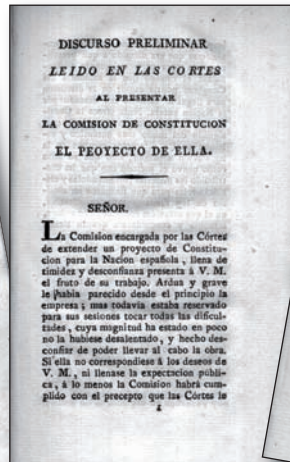 DISCURSO PRELIMINAR
LEIDO EN LAS CORTES
AL PRESENTAR
LA COMISION DE CONSTITUCION
EL PEOYECTO DE ELLA.
SEÑOR.
La Comision encargada por las Córtes
de extender un proyecto de Constitu-
cion para la Nacion española, llena de
timidez y desconfianza presenta á V. M.
el fruto de su trabajo. Ardua y grave
le habia parecido desde el principio la
empresa; mas todavía estaba reservado
para sus sesiones tocar todas las dificul-
tades, cuya magnitud ha estado en poco
no la hubiese desalentado, y hecho des-
confiar de poder llevar al cabo la obra.
Si ella no correspondiese á los deseos de
V. M., ni llenase la expectacion públi-
ca, á lo menos la Comision habrá cum-
plido con el precepto que las Córtes le